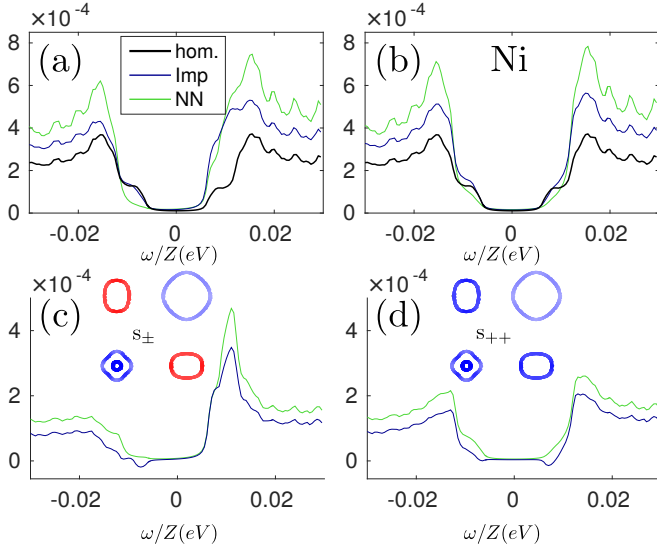 ×10⁻⁴
(a)
hom.
Imp
NN
8
6
4
2
0
-0.02 0 0.02
ω/Z(eV)
(b)
Ni
8
6
4
2
0
-0.02 0 0.02
ω/Z(eV)
×10⁻⁴
(c)
s±
4
2
0
-0.02 0 0.02
ω/Z(eV)
×10⁻⁴
(d)
s++
4
2
0
-0.02 0 0.02
ω/Z(eV)
×10⁻⁴